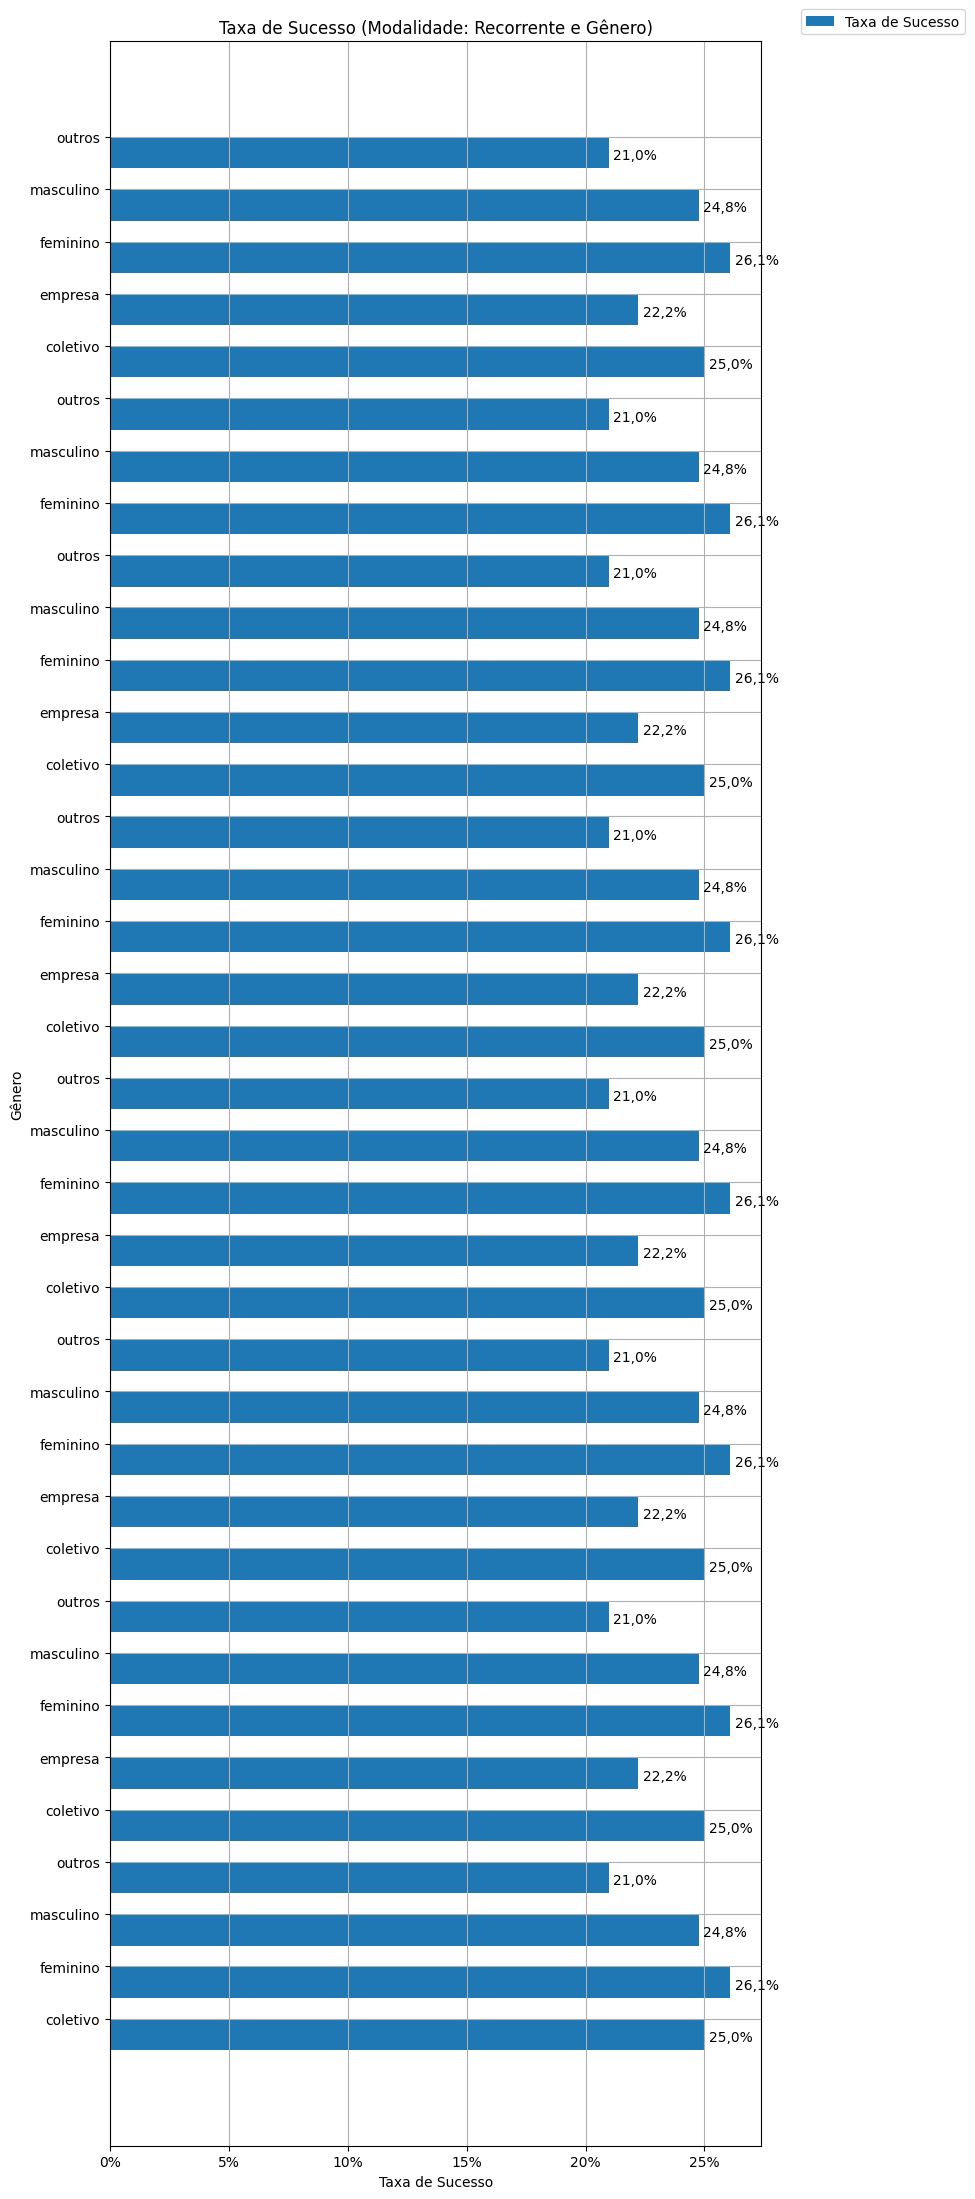 Taxa de Sucesso (Modalidade: Recorrente e Gênero)
Taxa de Sucesso
outros 21,0%
masculino 24,8%
feminino 26,1%
empresa 22,2%
coletivo 25,0%
outros 21,0%
masculino 24,8%
feminino 26,1%
outros 21,0%
masculino 24,8%
feminino 26,1%
empresa 22,2%
coletivo 25,0%
outros 21,0%
masculino 24,8%
feminino 26,1%
empresa 22,2%
coletivo 25,0%
outros 21,0%
masculino 24,8%
feminino 26,1%
empresa 22,2%
coletivo 25,0%
outros 21,0%
masculino 24,8%
feminino 26,1%
empresa 22,2%
coletivo 25,0%
outros 21,0%
masculino 24,8%
feminino 26,1%
empresa 22,2%
coletivo 25,0%
outros 21,0%
masculino 24,8%
feminino 26,1%
coletivo 25,0%
Gênero
0% 5% 10% 15% 20% 25%
Taxa de Sucesso